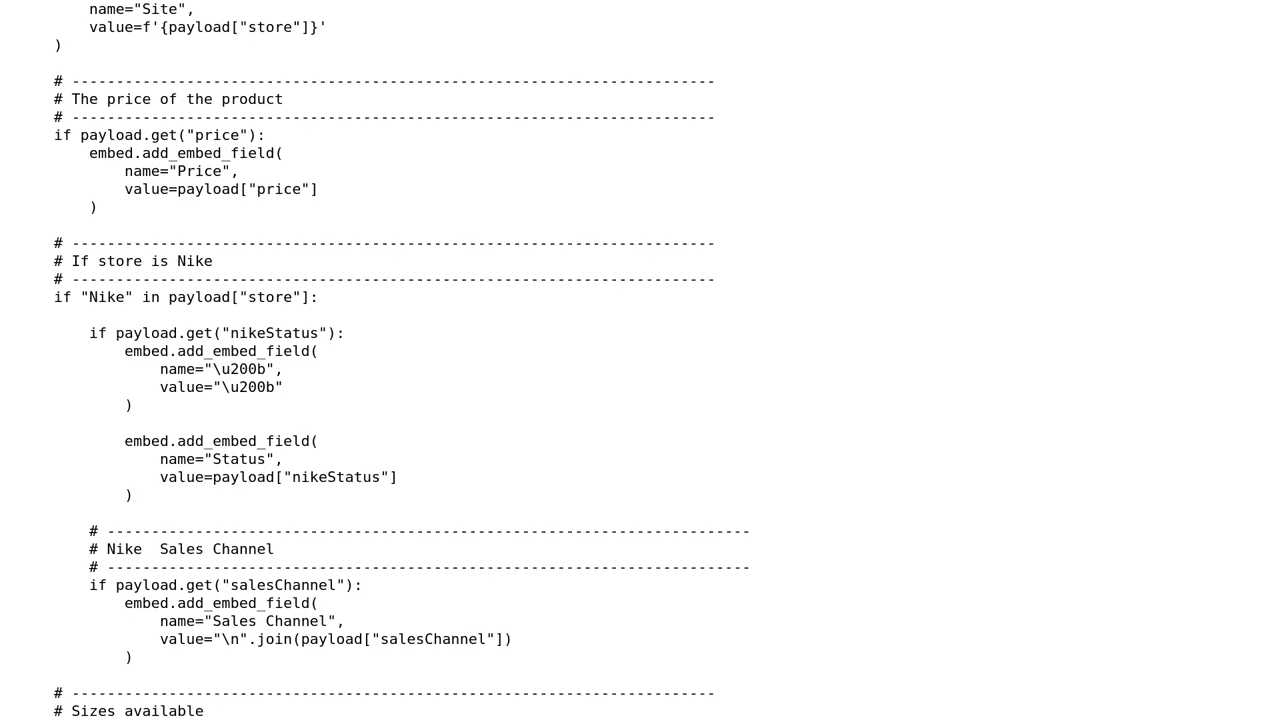 name="Site",
        value=f'{payload["store"]}'
    )

    # -------------------------------------------------------------------------
    # The price of the product
    # -------------------------------------------------------------------------
    if payload.get("price"):
        embed.add_embed_field(
            name="Price",
            value=payload["price"]
        )

    # -------------------------------------------------------------------------
    # If store is Nike
    # -------------------------------------------------------------------------
    if "Nike" in payload["store"]:

        if payload.get("nikeStatus"):
            embed.add_embed_field(
                name="\u200b",
                value="\u200b"
            )

            embed.add_embed_field(
                name="Status",
                value=payload["nikeStatus"]
            )

        # -------------------------------------------------------------------------
        # Nike  Sales Channel
        # -------------------------------------------------------------------------
        if payload.get("salesChannel"):
            embed.add_embed_field(
                name="Sales Channel",
                value="\n".join(payload["salesChannel"])
            )

    # -------------------------------------------------------------------------
    # Sizes available